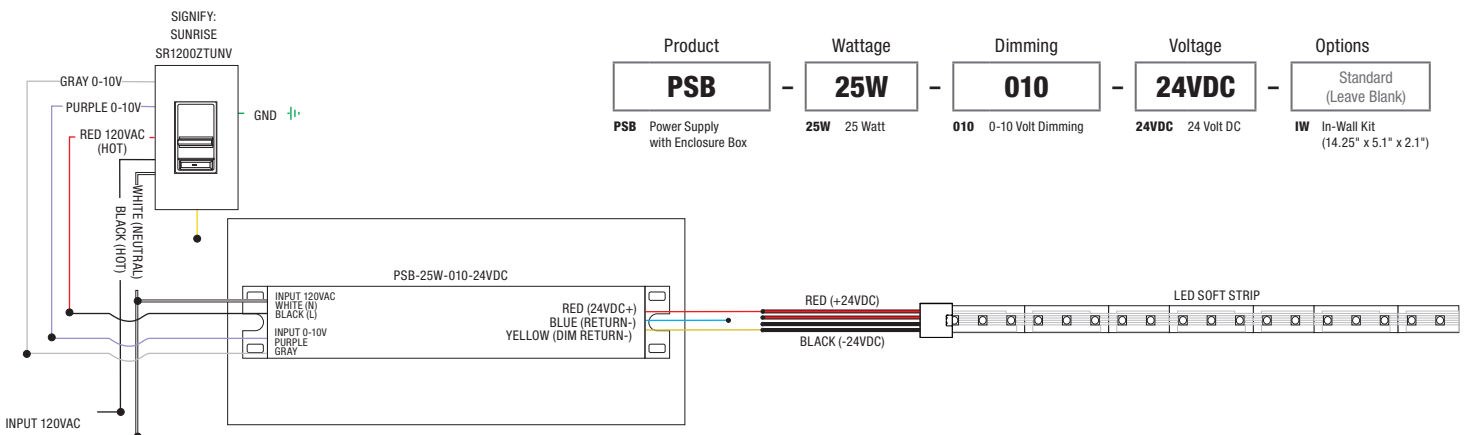 SIGNIFY:
SUNRISE
SR1200ZTUNV
GRAY 0-10V
PURPLE 0-10V
RED 120VAC
(HOT)
GND
WHITE (NEUTRAL)
BLACK (HOT)
INPUT 120VAC
Product
Wattage
Dimming
Voltage
Options
PSB – 25W – 010 – 24VDC –
Standard
(Leave Blank)
PSB Power Supply
with Enclosure Box
25W 25 Watt
010 0-10 Volt Dimming
24VDC 24 Volt DC
IW In-Wall Kit
(14.25" x 5.1" x 2.1")
PSB-25W-010-24VDC
INPUT 120VAC
WHITE (N)
BLACK (L)
INPUT 0-10V
PURPLE
GRAY
RED (24VDC+)
BLUE (RETURN-)
YELLOW (DIM RETURN-)
RED (+24VDC)
BLACK (-24VDC)
LED SOFT STRIP